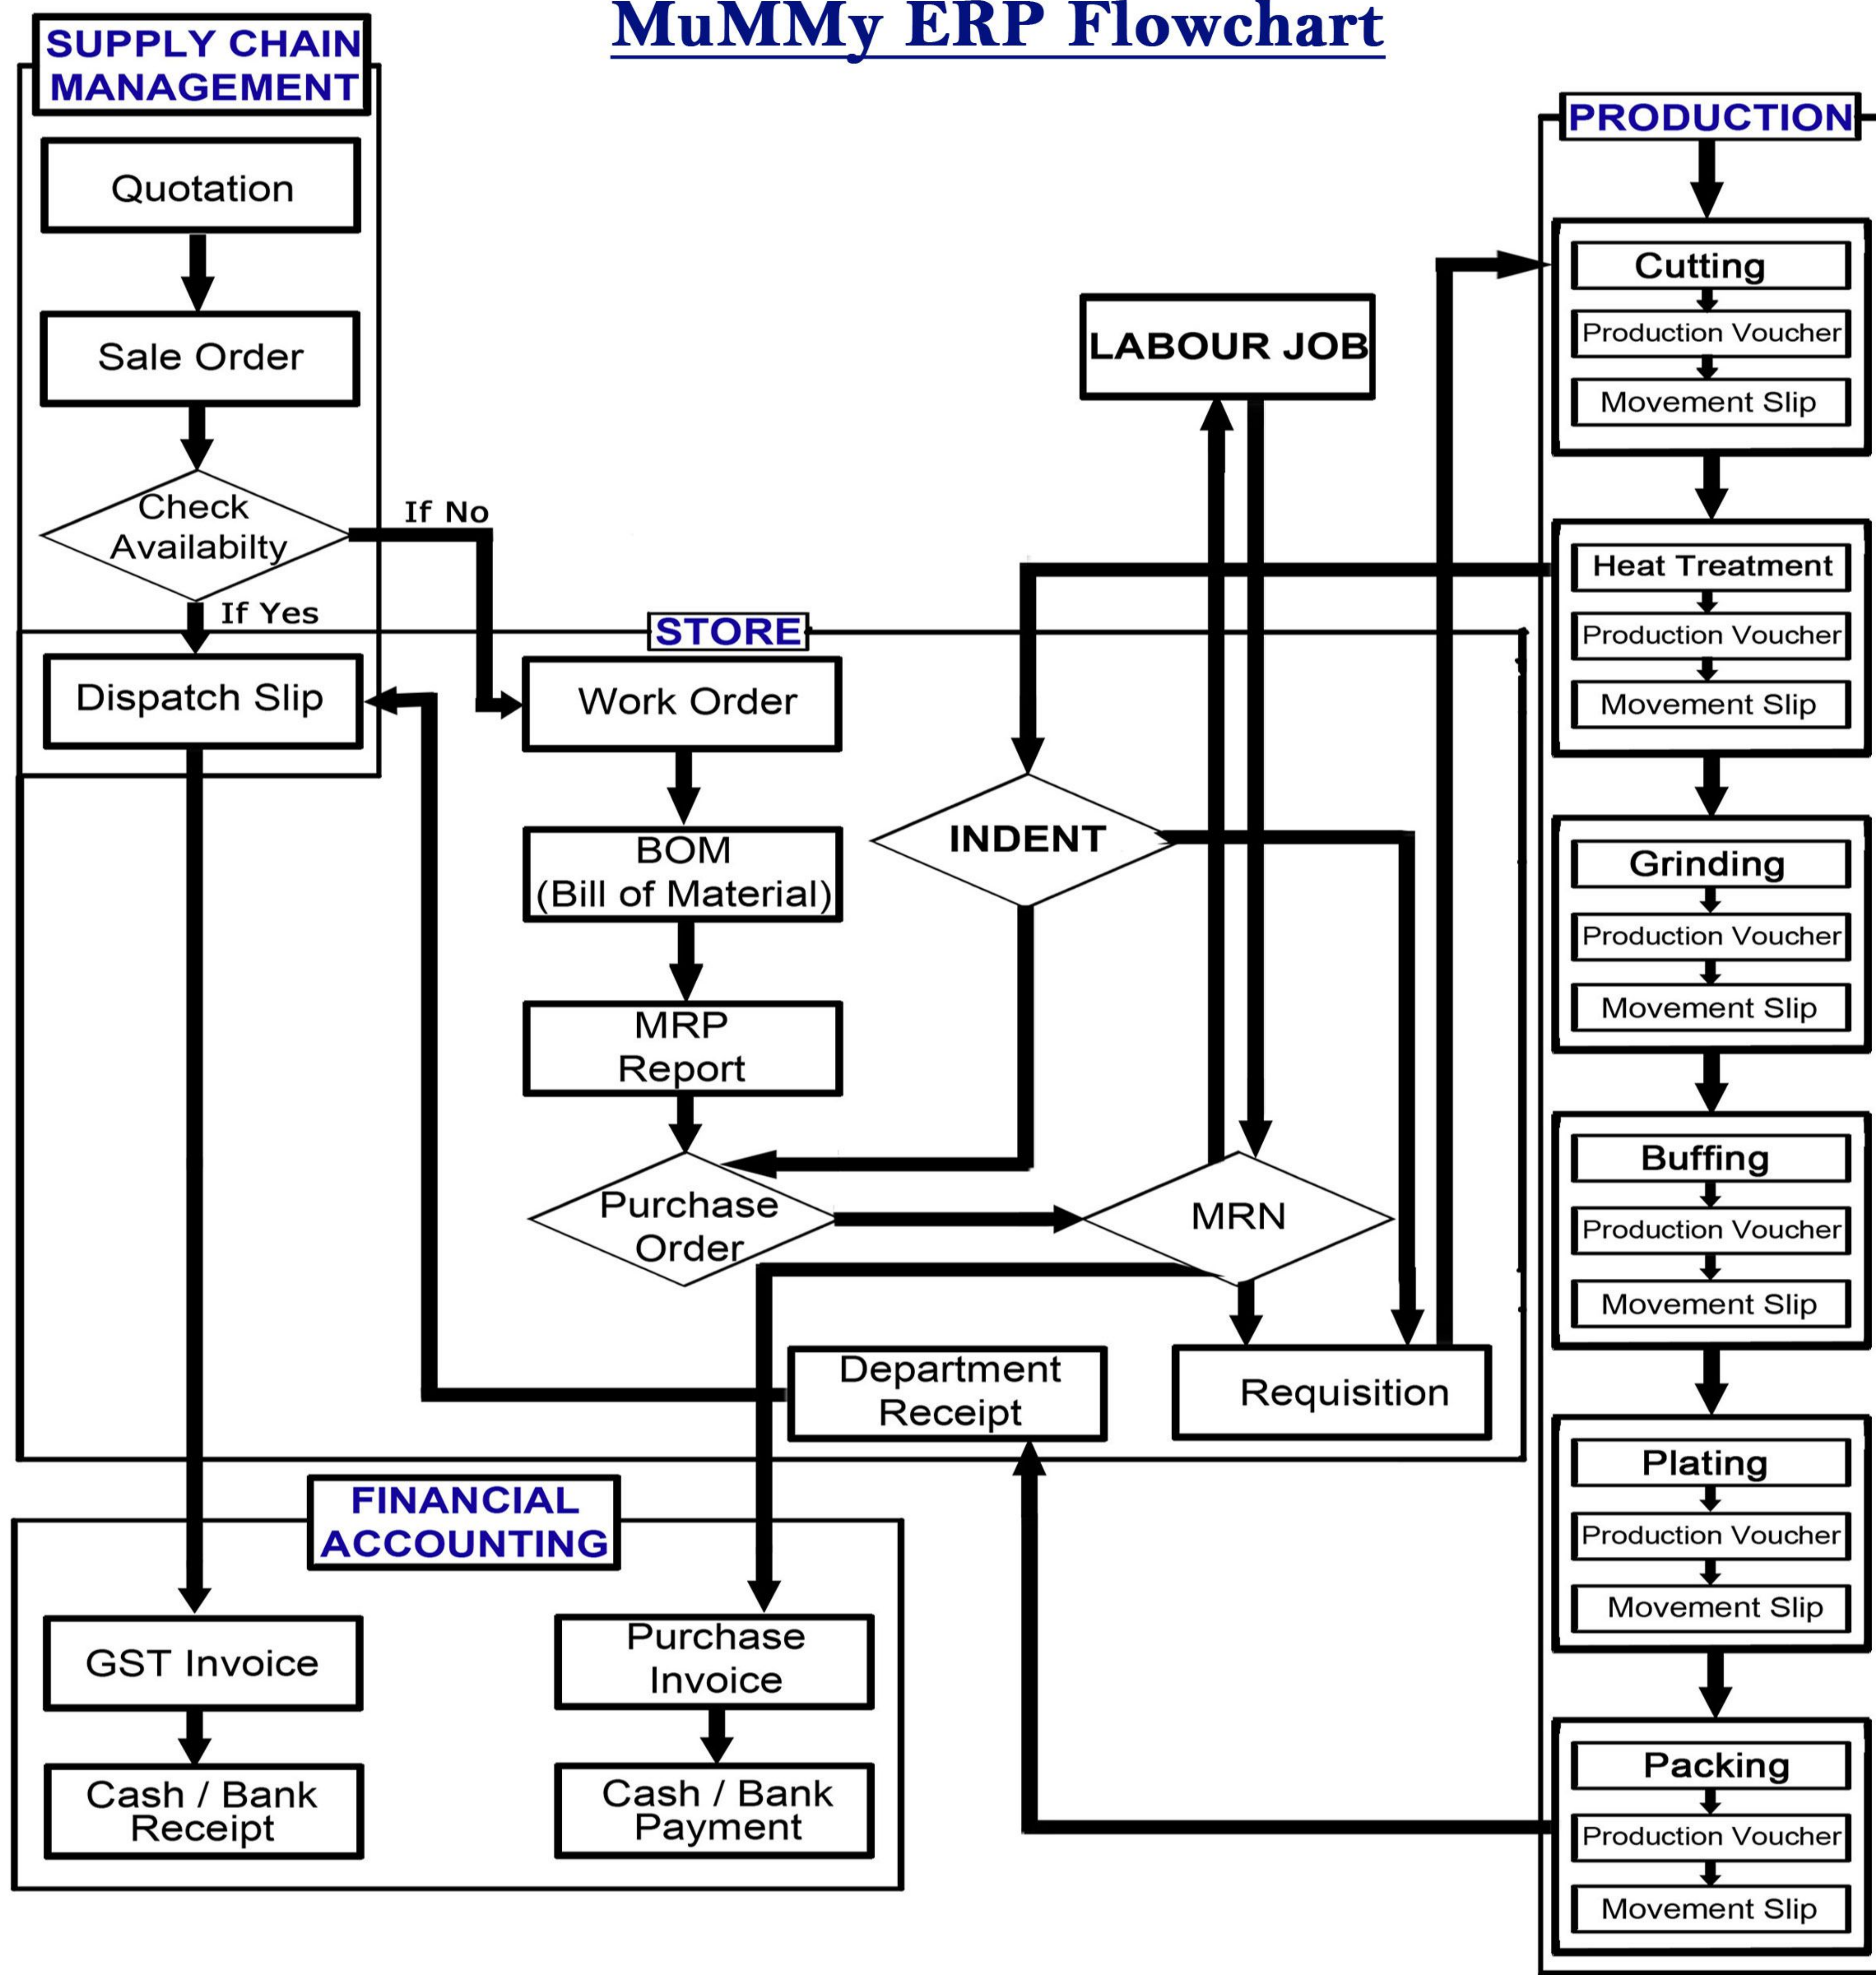 MuMMy ERP Flowchart
SUPPLY CHAIN
MANAGEMENT
Quotation
Sale Order
Check
Availabilty
If No
If Yes
Dispatch Slip
STORE
Work Order
BOM
(Bill of Material)
MRP
Report
Purchase
Order
INDENT
LABOUR JOB
MRN
Department
Receipt
Requisition
FINANCIAL
ACCOUNTING
GST Invoice
Cash / Bank
Receipt
Purchase
Invoice
Cash / Bank
Payment
PRODUCTION
Cutting
Production Voucher
Movement Slip
Heat Treatment
Production Voucher
Movement Slip
Grinding
Production Voucher
Movement Slip
Buffing
Production Voucher
Movement Slip
Plating
Production Voucher
Movement Slip
Packing
Production Voucher
Movement Slip